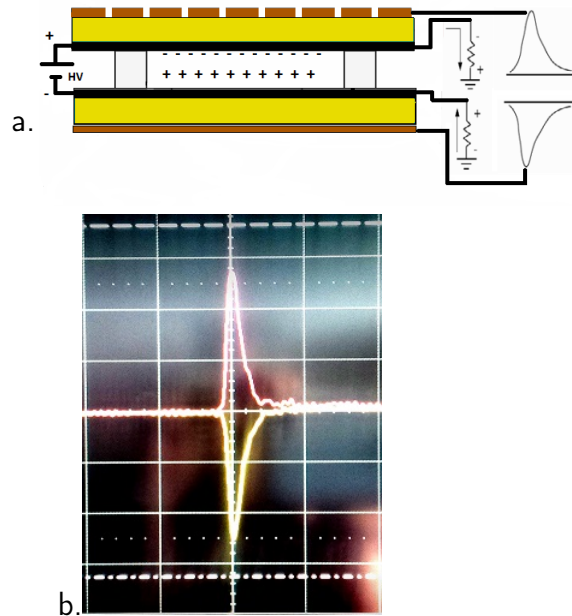 +
- - - - - - - - - - -
-
+
HV
+ + + + + + + + + +
-
+
-
a.
b.